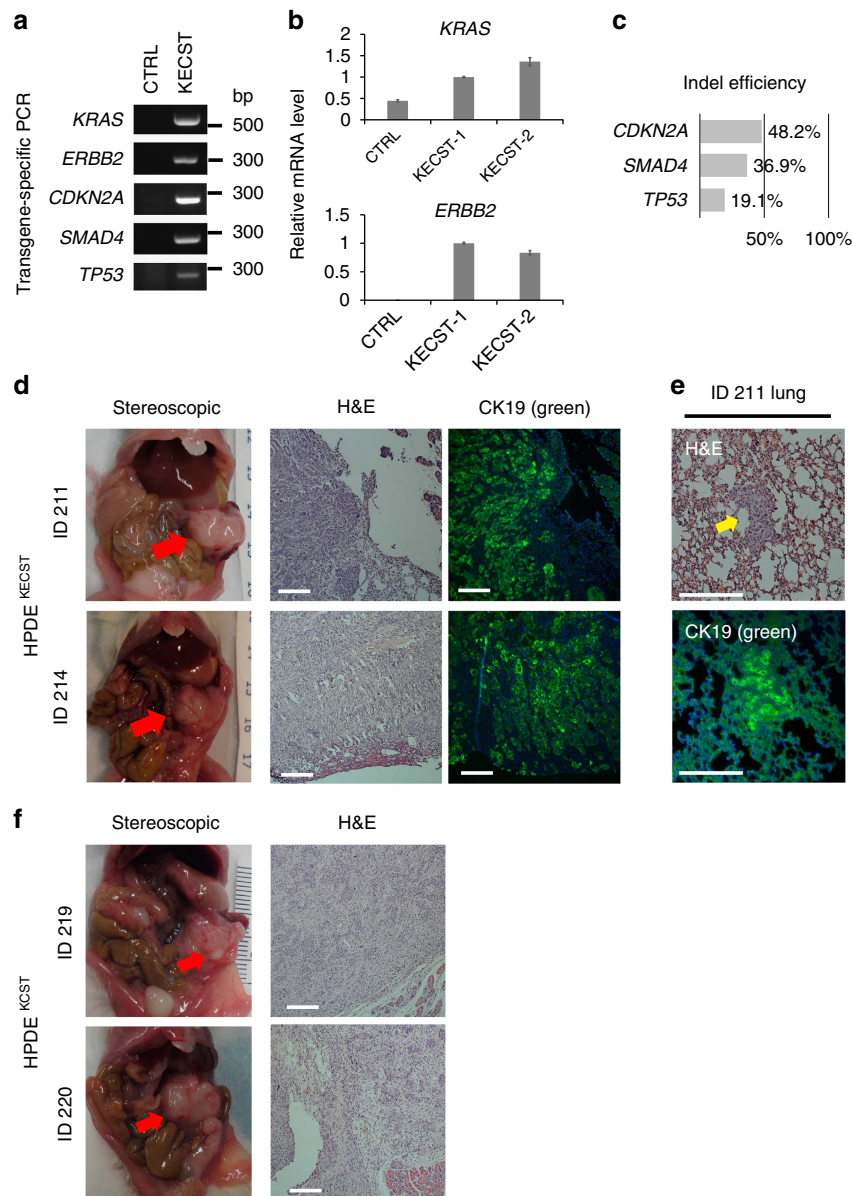 a
Transgene-specific PCR
CTRL
KECST
bp
KRAS
500
ERBB2
300
CDKN2A
300
SMAD4
300
TP53
300
b
Relative mRNA level
KRAS
2
1.5
1
0.5
0
CTRL
KECST-1
KECST-2
ERBB2
1.5
1
0.5
0
CTRL
KECST-1
KECST-2
c
Indel efficiency
CDKN2A 48.2%
SMAD4 36.9%
TP53 19.1%
50% 100%
d
Stereoscopic H&E CK19 (green)
HPDE KECST
ID 211
ID 214
e
ID 211 lung
H&E
CK19 (green)
f
Stereoscopic H&E
HPDE KCST
ID 219
ID 220